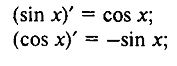 (sin x)′ = cos x;
(cos x)′ = −sin x;